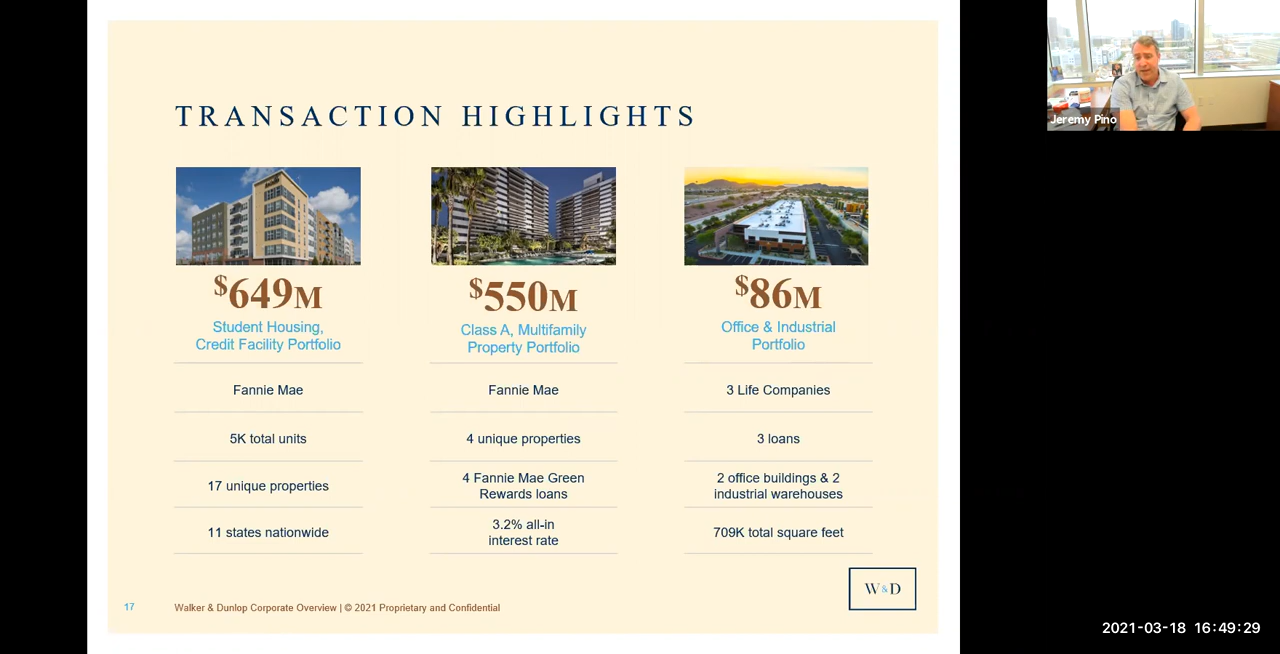 TRANSACTION HIGHLIGHTS
$649M
Student Housing,
Credit Facility Portfolio
Fannie Mae
5K total units
17 unique properties
11 states nationwide
$550M
Class A, Multifamily
Property Portfolio
Fannie Mae
4 unique properties
4 Fannie Mae Green
Rewards loans
3.2% all-in
interest rate
$86M
Office & Industrial
Portfolio
3 Life Companies
3 loans
2 office buildings & 2
industrial warehouses
709K total square feet
W&D
17
Walker & Dunlop Corporate Overview | © 2021 Proprietary and Confidential
Jeremy Pino
2021-03-18 16:49:29